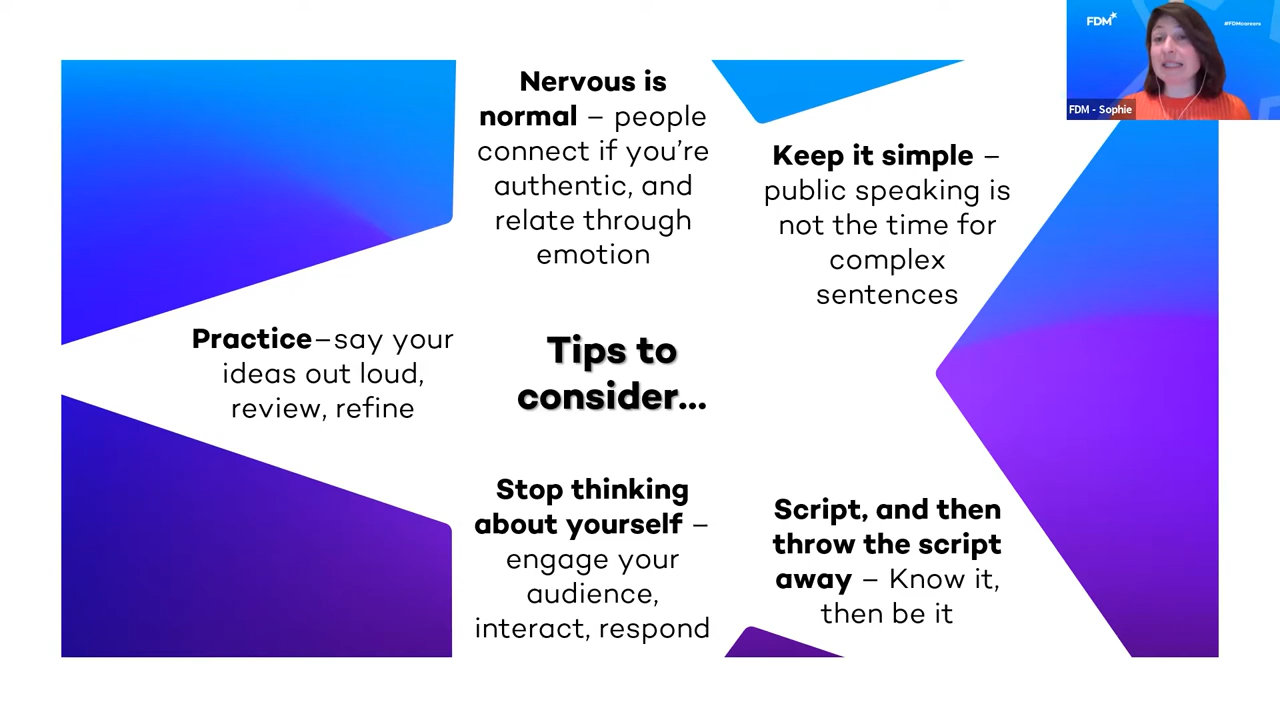 FDM
#FDMcareers
FDM - Sophie
Nervous is
normal – people
connect if you’re
authentic, and
relate through
emotion
Keep it simple –
public speaking is
not the time for
complex
sentences
Practice–say your
ideas out loud,
review, refine
Tips to
consider...
Stop thinking
about yourself –
engage your
audience,
interact, respond
Script, and then
throw the script
away – Know it,
then be it